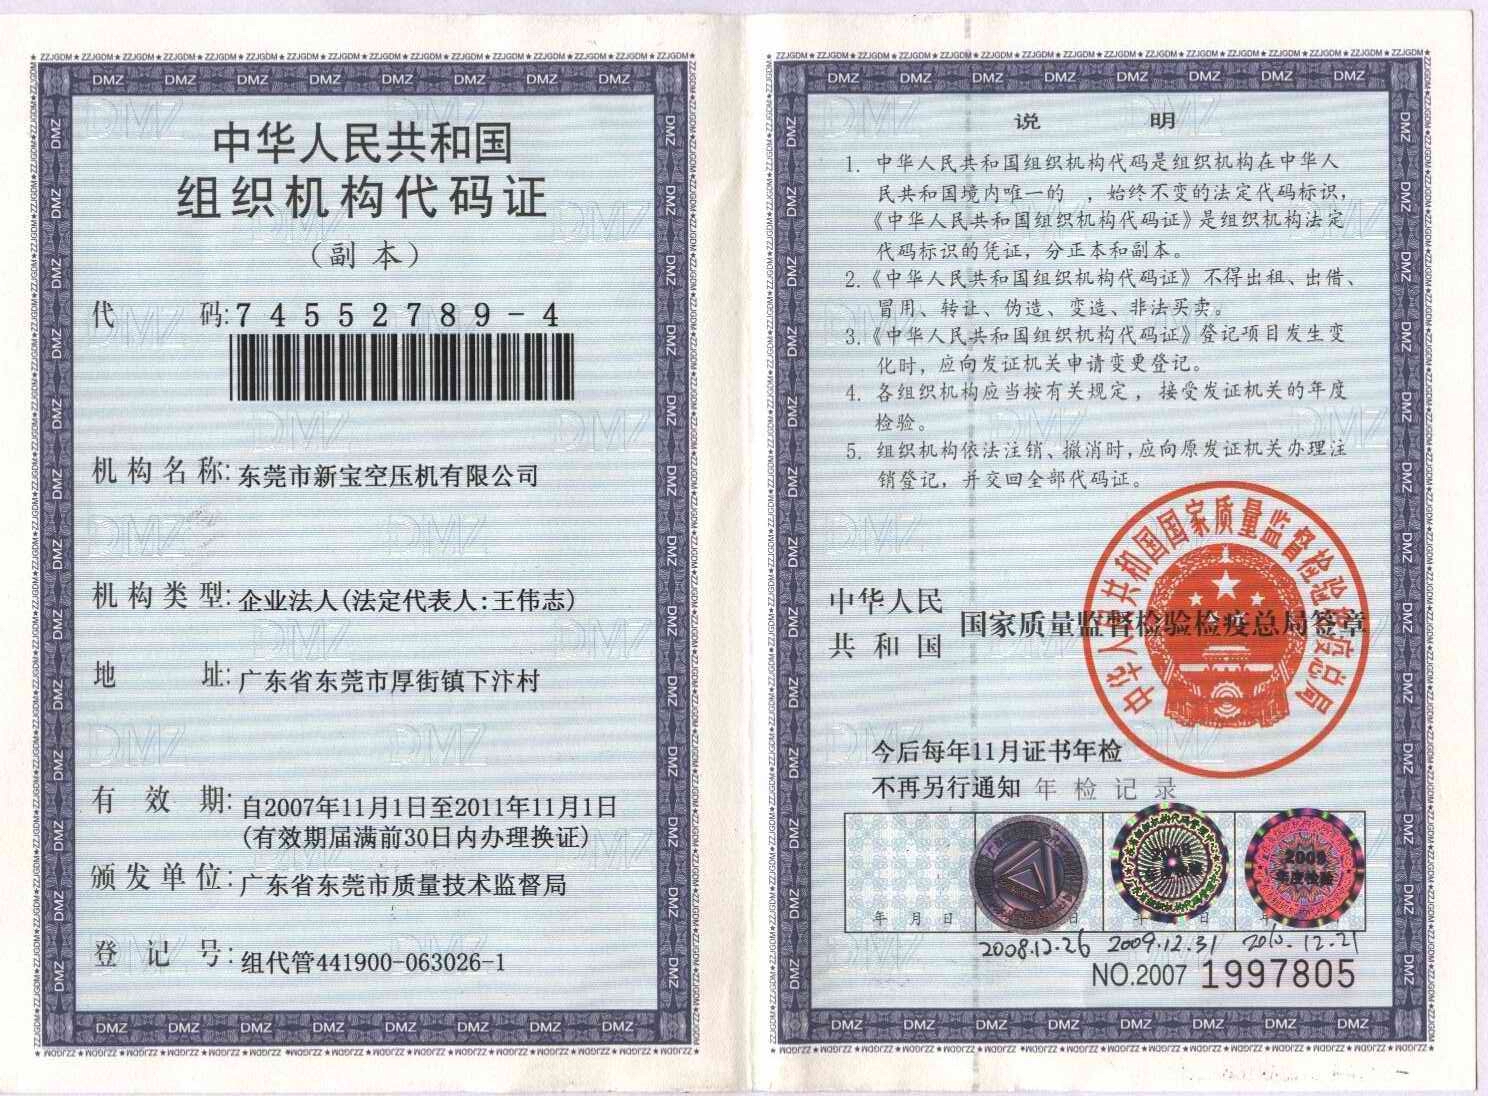 中华人民共和国
组织机构代码证
(副本)
代 码:74552789-4
机构名称:东莞市新宝空压机有限公司
机构类型:企业法人(法定代表人:王伟志)
地 址:广东省东莞市厚街镇下汴村
有 效 期:自2007年11月1日至2011年11月1日
(有效期届满前30日内办理换证)
颁发单位:广东省东莞市质量技术监督局
登 记 号:组代管441900-063026-1
说 明
1. 中华人民共和国组织机构代码是组织机构在中华人
民共和国境内唯一的 ,始终不变的法定代码标识,
《中华人民共和国组织机构代码证》是组织机构法定
代码标识的凭证,分正本和副本。
2.《中华人民共和国组织机构代码证》不得出租、出借、
冒用、转让、伪造、变造、非法买卖。
3.《中华人民共和国组织机构代码证》登记项目发生变
化时,应向发证机关申请变更登记。
4. 各组织机构应当按有关规定,接受发证机关的年度
检验。
5. 组织机构依法注销、撤消时,应向原发证机关办理注
销登记,并交回全部代码证。
中华人民共和国国家质量监督检验检疫总局
中华人民
共和国
国家质量监督检验检疫总局签章
今后每年11月证书年检
不再另行通知 年检记录
年 月 日
2009
年度检验
2008.12.26 2009.12.31 2010.12.21
NO.2007 1997805